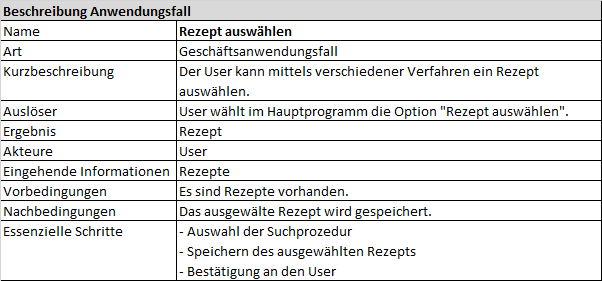 Beschreibung Anwendungsfall
Name Rezept auswählen
Art Geschäftsanwendungsfall
Kurzbeschreibung Der User kann mittels verschiedener Verfahren ein Rezept
auswählen.
Auslöser User wählt im Hauptprogramm die Option "Rezept auswählen".
Ergebnis Rezept
Akteure User
Eingehende Informationen Rezepte
Vorbedingungen Es sind Rezepte vorhanden.
Nachbedingungen Das ausgewälte Rezept wird gespeichert.
Essenzielle Schritte - Auswahl der Suchprozedur
- Speichern des ausgewählten Rezepts
- Bestätigung an den User